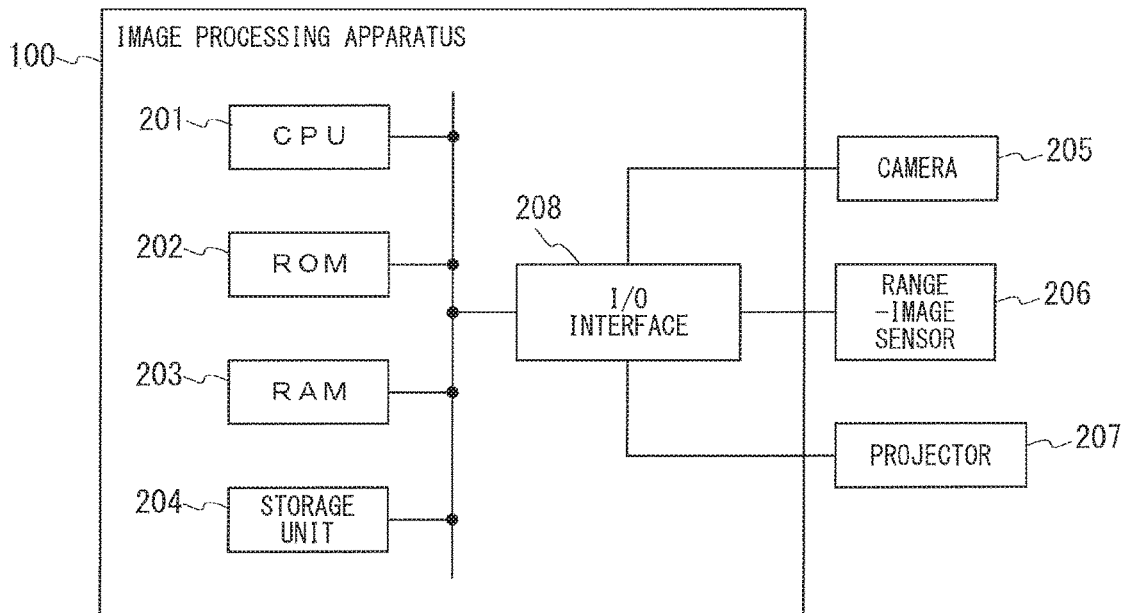 IMAGE PROCESSING APPARATUS
100
201
CPU
205
CAMERA
208
202
ROM
I/O
INTERFACE
RANGE
-IMAGE
SENSOR
206
203
RAM
207
PROJECTOR
204
STORAGE
UNIT